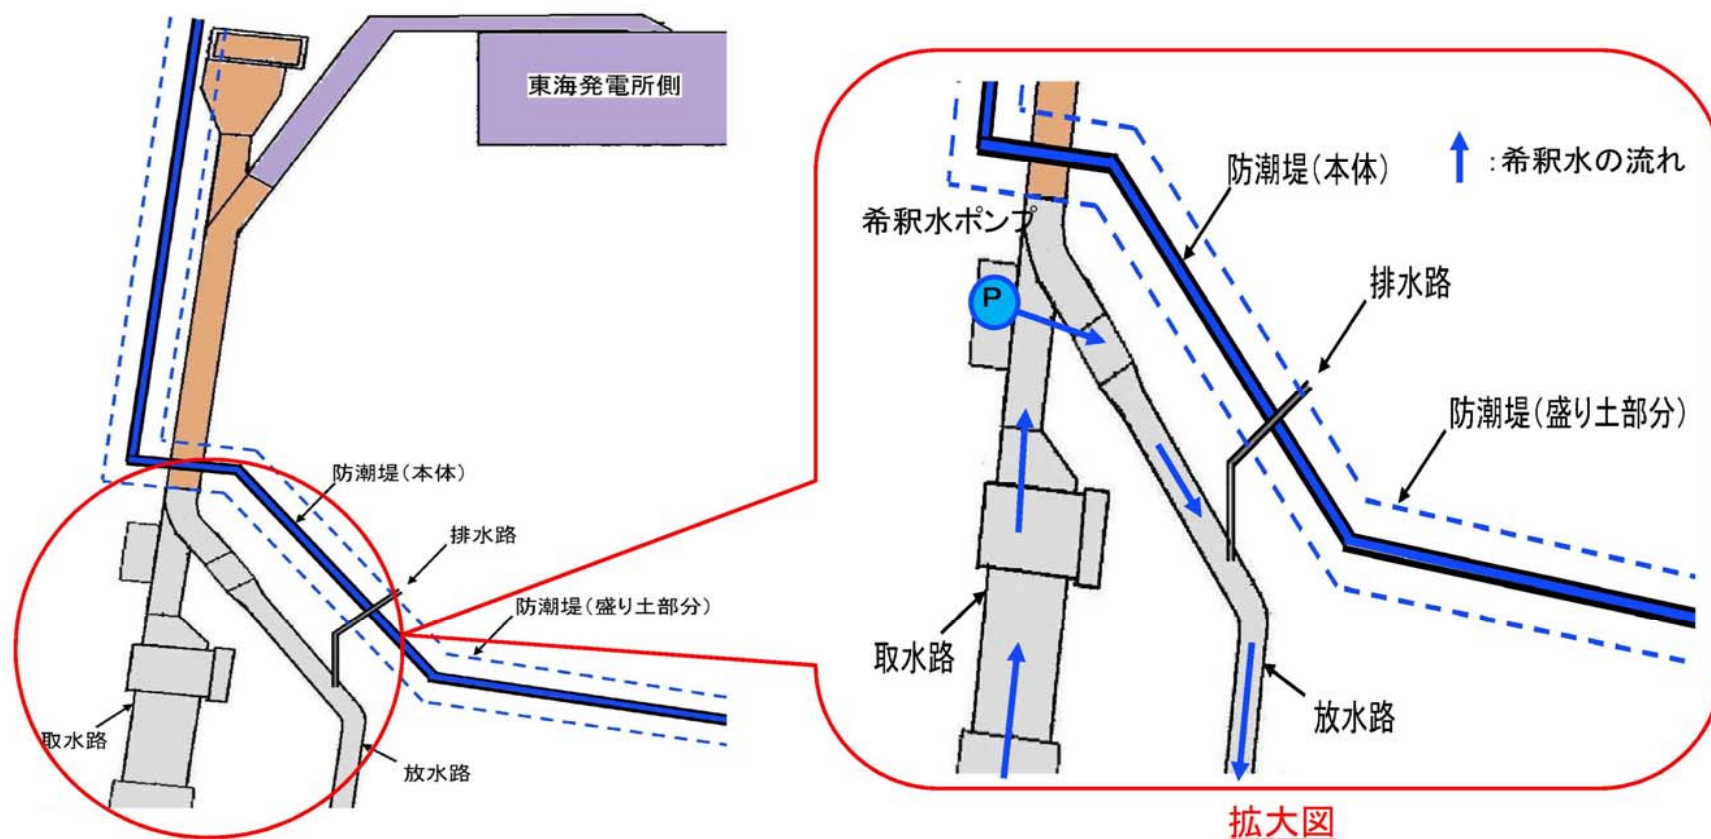 東海発電所側
防潮堤(本体)
排水路
防潮堤(盛り土部分)
取水路
放水路
防潮堤(本体)
:希釈水の流れ
希釈水ポンプ
P
排水路
防潮堤(盛り土部分)
取水路
放水路
拡大図